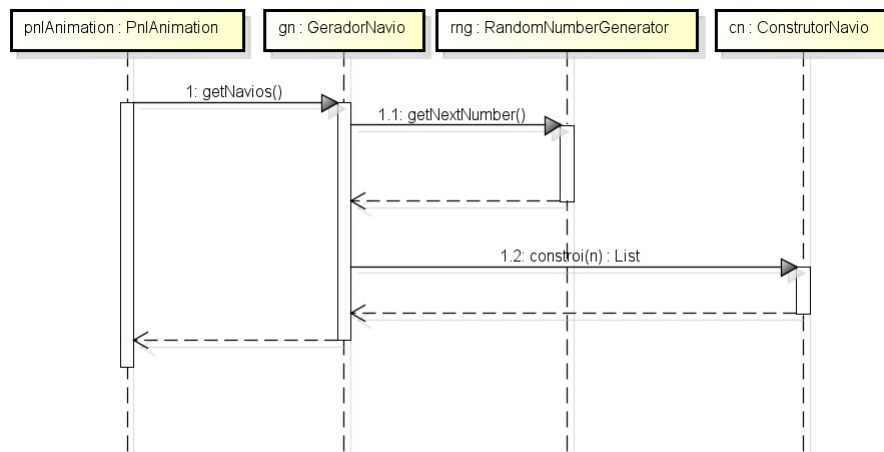 pnlAnimation : PnlAnimation
gn : GeradorNavio
rng : RandomNumberGenerator
cn : ConstrutorNavio
1: getNavios()
1.1: getNextNumber()
1.2: constroi(n) : List